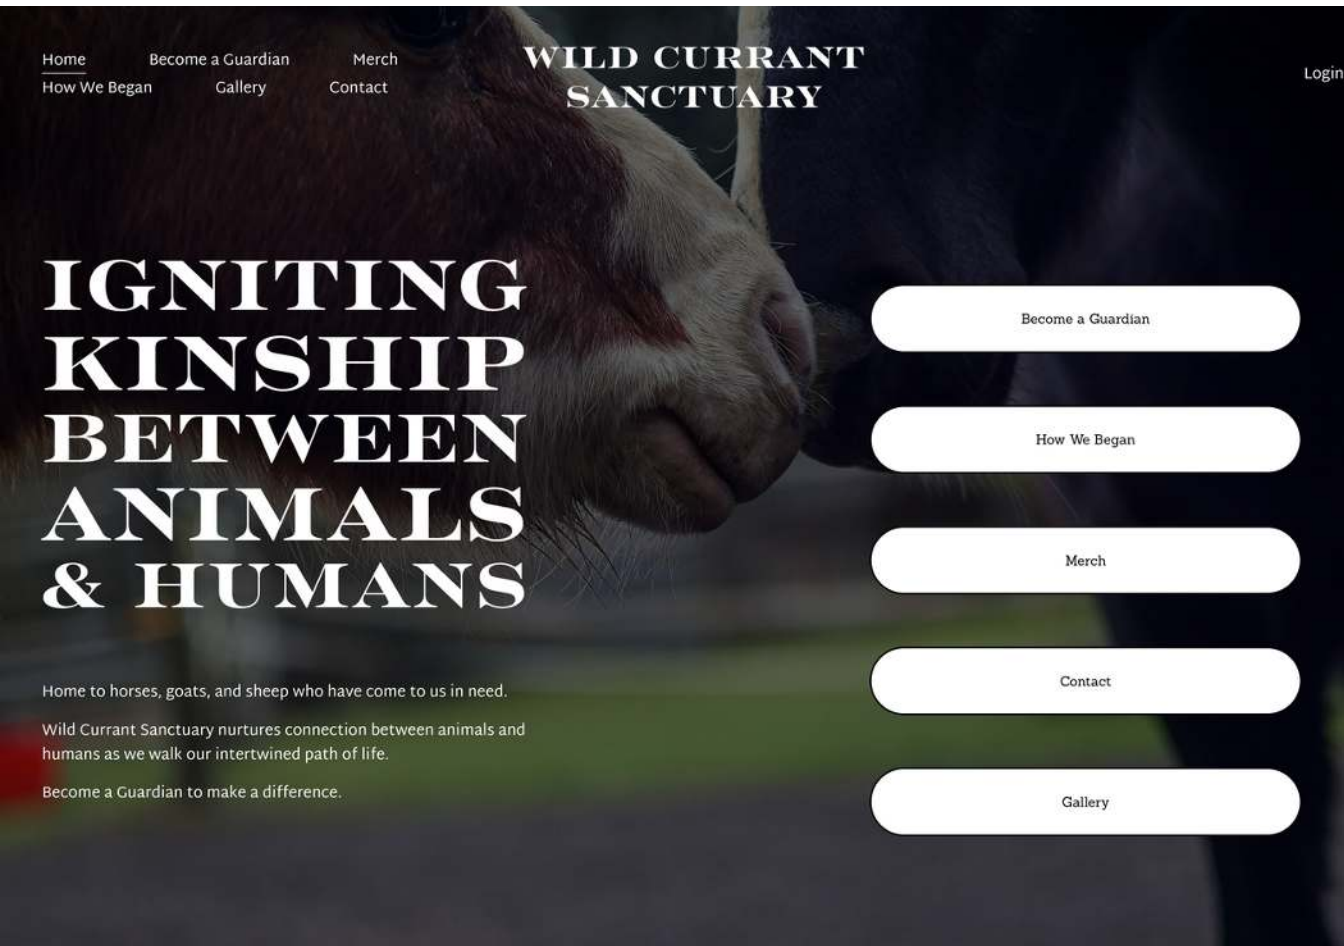 Home Become a Guardian Merch
How We Began Gallery Contact
WILD CURRANT
SANCTUARY
Login
IGNITING
KINSHIP
BETWEEN
ANIMALS
& HUMANS
Home to horses, goats, and sheep who have come to us in need.
Wild Currant Sanctuary nurtures connection between animals and
humans as we walk our intertwined path of life.
Become a Guardian to make a difference.
Become a Guardian
How We Began
Merch
Contact
Gallery